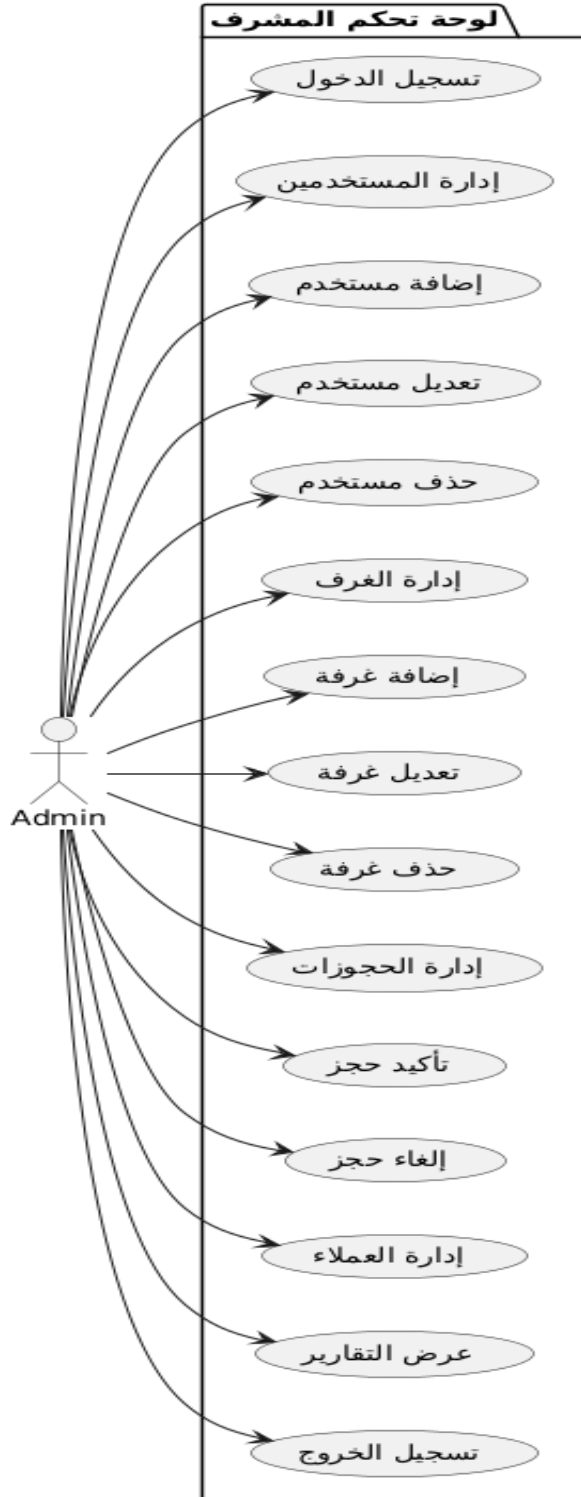 لوحة تحكم المشرف
تسجيل الدخول
إدارة المستخدمين
إضافة مستخدم
تعديل مستخدم
حذف مستخدم
إدارة الغرف
إضافة غرفة
تعديل غرفة
Admin
حذف غرفة
إدارة الحجوزات
تأكيد حجز
إلغاء حجز
إدارة العملاء
عرض التقارير
تسجيل الخروج